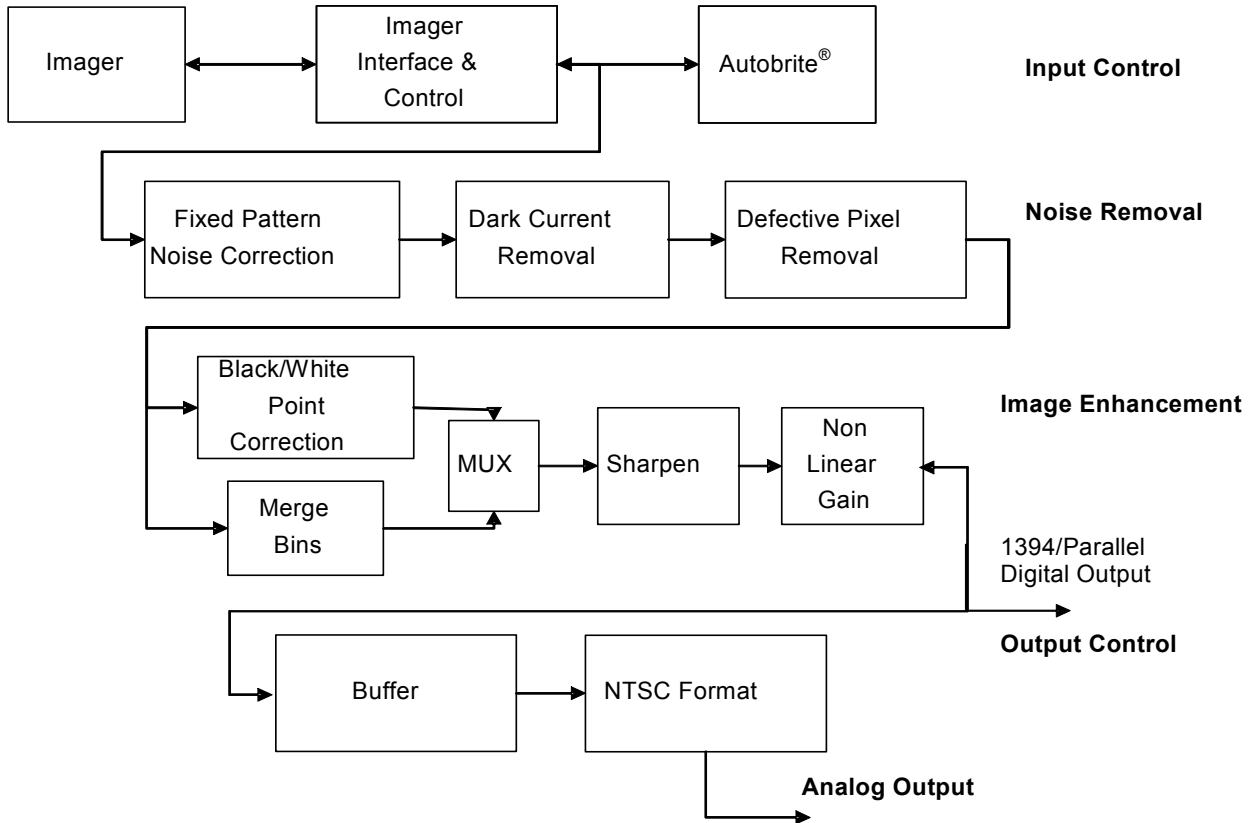 Imager
Imager
Interface &
Control
Autobrite®
Input Control
Fixed Pattern
Noise Correction
Dark Current
Removal
Defective Pixel
Removal
Noise Removal
Black/White
Point
Correction
Merge
Bins
MUX
Sharpen
Non
Linear
Gain
Image Enhancement
1394/Parallel
Digital Output
Output Control
Buffer
NTSC Format
Analog Output